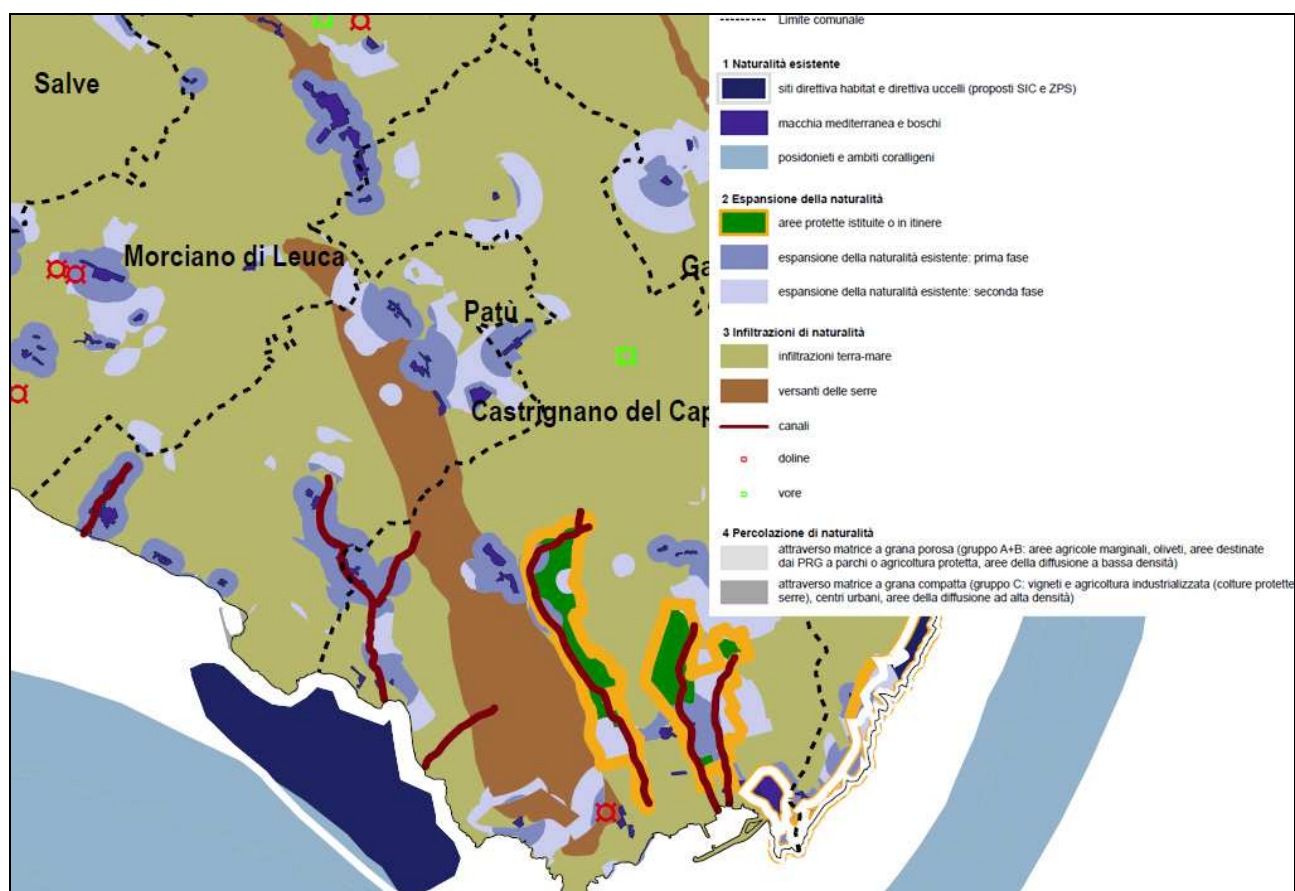 Salve
Morciano di Leuca
Patù
Ga
Castrignano del Cap
Limite comunale
1 Naturalità esistente
siti direttiva habitat e direttiva uccelli (proposti SIC e ZPS)
macchia mediterranea e boschi
posidonieti e ambiti coralligeni
2 Espansione della naturalità
aree protette istituite o in itinere
espansione della naturalità esistente: prima fase
espansione della naturalità esistente: seconda fase
3 Infiltrazioni di naturalità
infiltrazioni terra-mare
versanti delle serre
canali
doline
vore
4 Percolazione di naturalità
attraverso matrice a grana porosa (gruppo A+B: aree agricole marginali, oliveti, aree destinate
dai PRG a parchi o agricoltura protetta, aree della diffusione a bassa densità)
attraverso matrice a grana compatta (gruppo C: vigneti e agricoltura industrializzata (colture protette
serre), centri urbani, aree della diffusione ad alta densità)